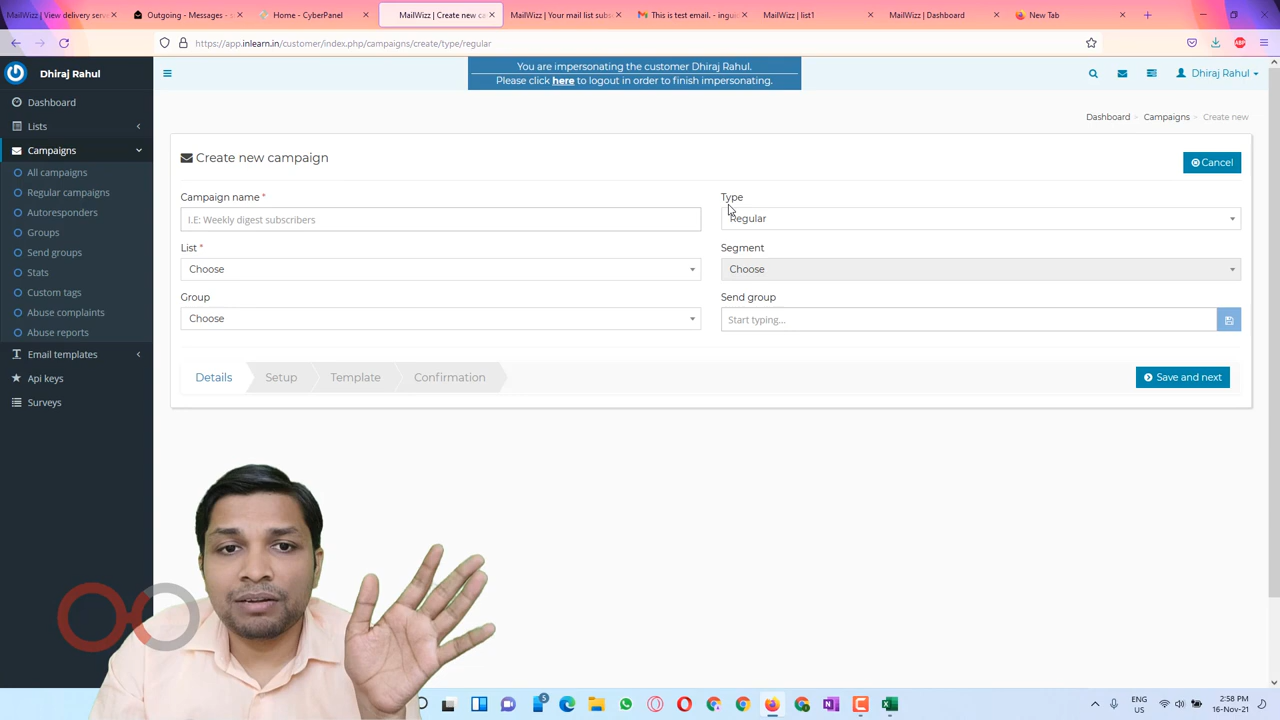 MailWizz | View delivery serve
Outgoing - Messages - s
Home - CyberPanel
MailWizz | Create new ca
MailWizz | Your mail list subs
This is test email. - inguic
MailWizz | list1
MailWizz | Dashboard
New Tab
https://app.inlearn.in/customer/index.php/campaigns/create/type/regular
ABP
Dhiraj Rahul
You are impersonating the customer Dhiraj Rahul.
Please click here to logout in order to finish impersonating.
Dhiraj Rahul
Dashboard
Lists
Campaigns
All campaigns
Regular campaigns
Autoresponders
Groups
Send groups
Stats
Custom tags
Abuse complaints
Abuse reports
Email templates
Api keys
Surveys
Dashboard
Campaigns
Create new
Create new campaign
Cancel
Campaign name *
I.E: Weekly digest subscribers
Type
Regular
List *
Choose
Segment
Choose
Group
Choose
Send group
Start typing...
Details
Setup
Template
Confirmation
Save and next
5
ENG
US
2:58 PM
16-Nov-21